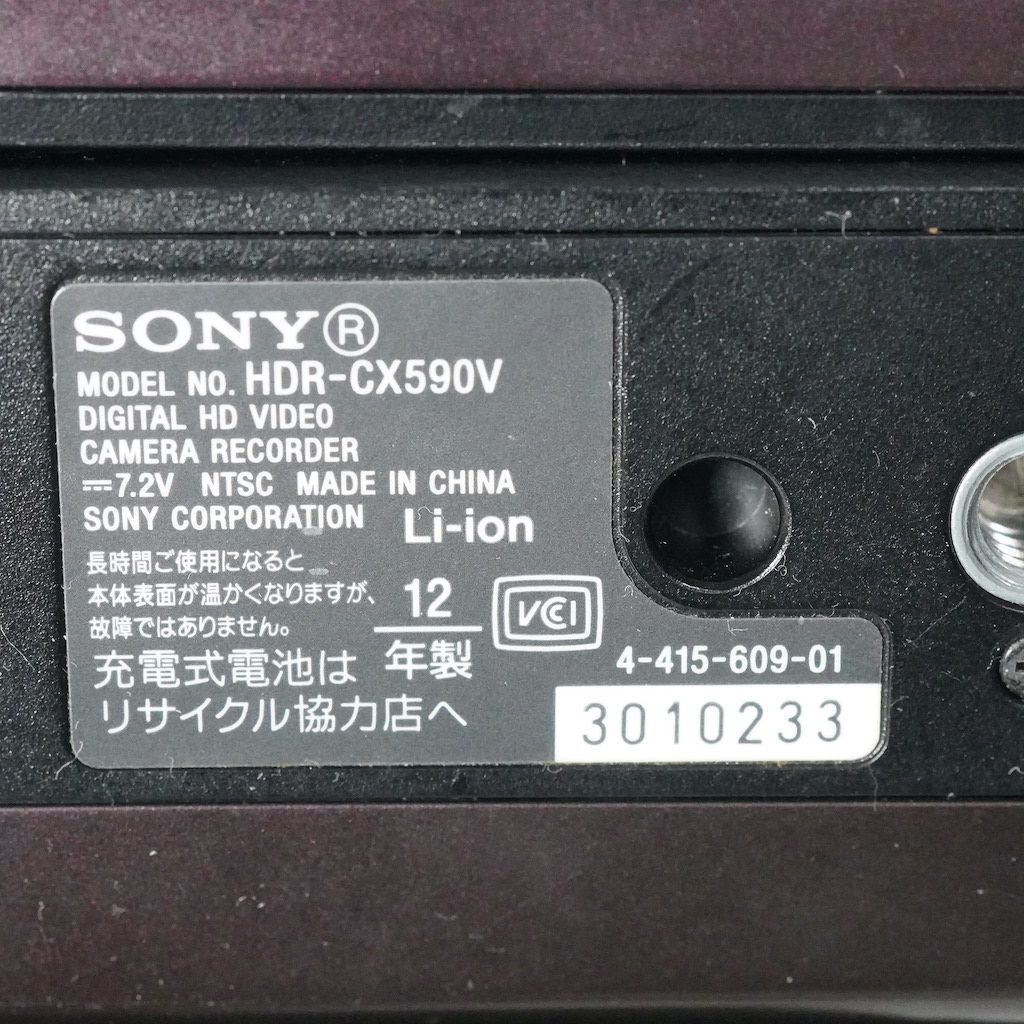 SONY®
MODEL NO. HDR-CX590V
DIGITAL HD VIDEO
CAMERA RECORDER
⎓7.2V NTSC MADE IN CHINA
SONY CORPORATION Li-ion
長時間ご使用になると
本体表面が温かくなりますが、
故障ではありません。
12
年製
VCCI
充電式電池は
リサイクル協力店へ
4-415-609-01
3010233